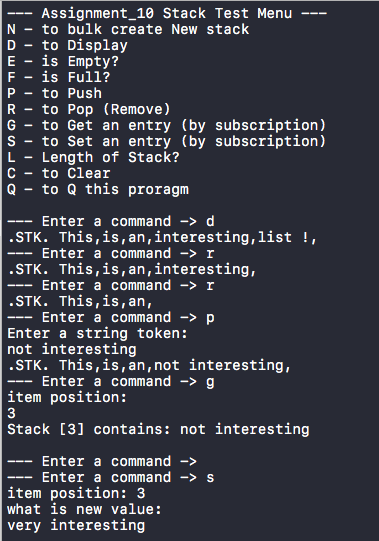 --- Assignment_10 Stack Test Menu ---
N - to bulk create New stack
D - to Display
E - is Empty?
F - is Full?
P - to Push
R - to Pop (Remove)
G - to Get an entry (by subscription)
S - to Set an entry (by subscription)
L - Length of Stack?
C - to Clear
Q - to Q this proragm
--- Enter a command -> d
.STK. This,is,an,interesting,list !,
--- Enter a command -> r
.STK. This,is,an,interesting,
--- Enter a command -> r
.STK. This,is,an,
--- Enter a command -> p
Enter a string token:
not interesting
.STK. This,is,an,not interesting,
--- Enter a command -> g
item position:
3
Stack [3] contains: not interesting
--- Enter a command ->
--- Enter a command -> s
item position: 3
what is new value:
very interesting